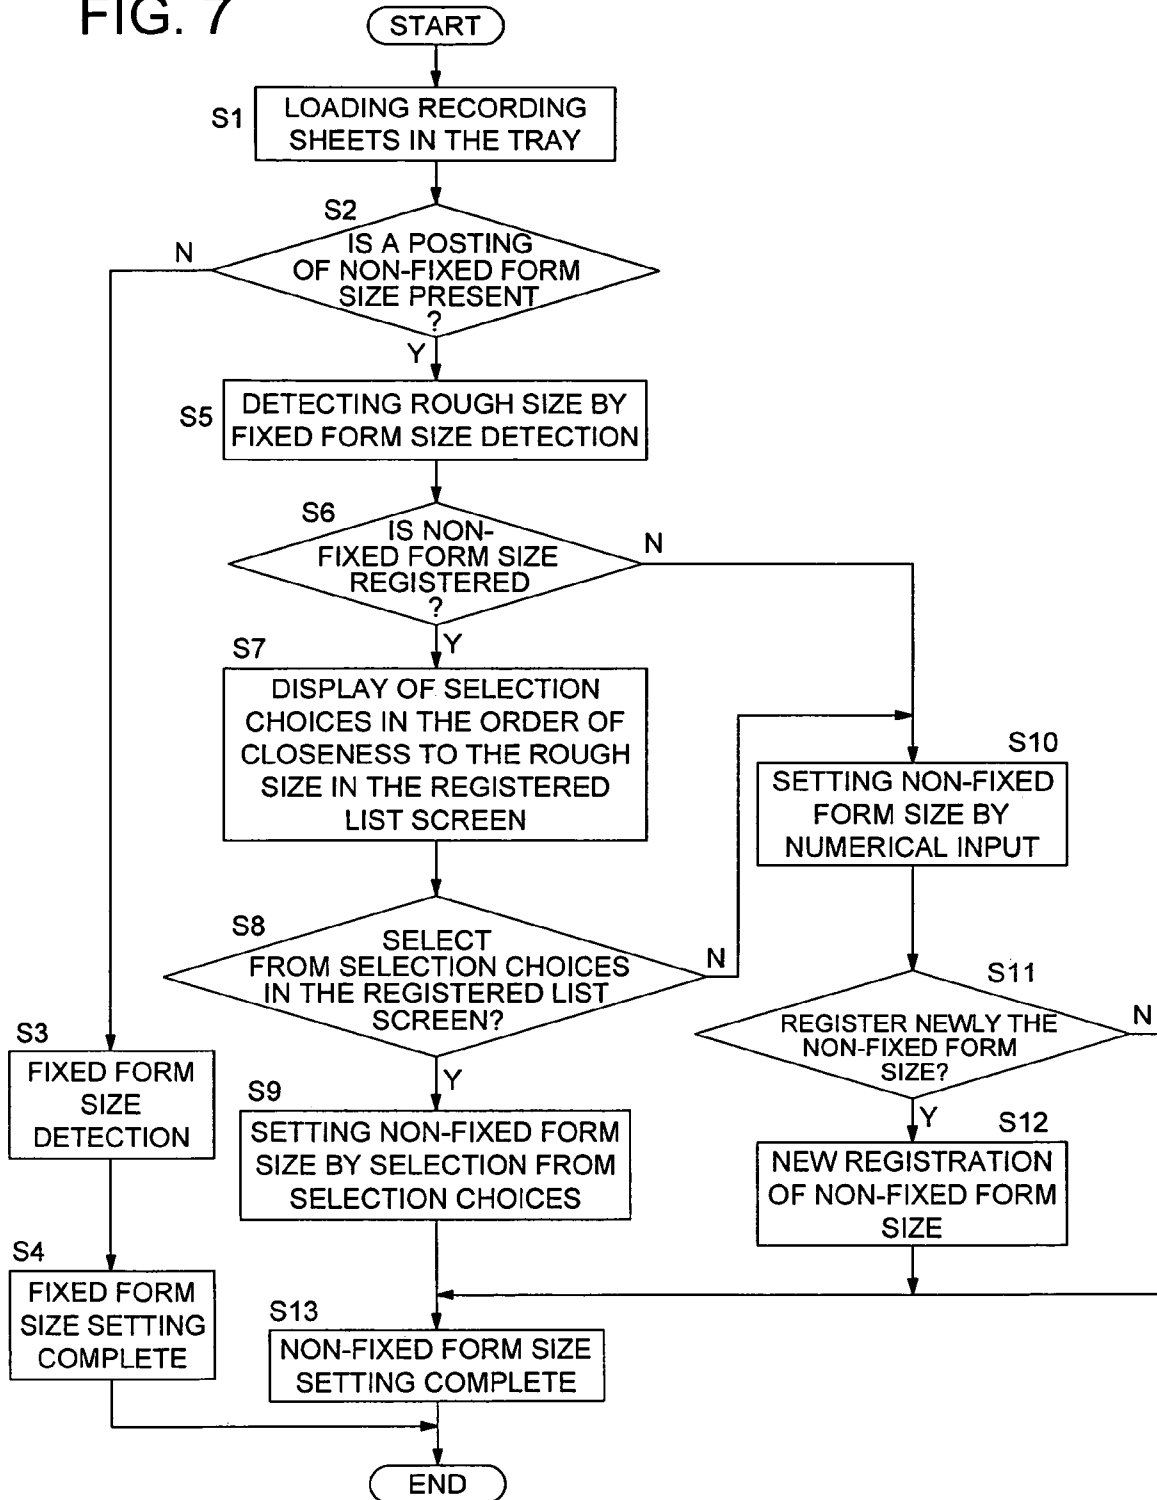 FIG. 7
START
S1
LOADING RECORDING
SHEETS IN THE TRAY
S2
IS A POSTING
OF NON-FIXED FORM
SIZE PRESENT
?
N
Y
S5
DETECTING ROUGH SIZE BY
FIXED FORM SIZE DETECTION
S6
IS NON-
FIXED FORM SIZE
REGISTERED
?
N
Y
S7
DISPLAY OF SELECTION
CHOICES IN THE ORDER OF
CLOSENESS TO THE ROUGH
SIZE IN THE REGISTERED
LIST SCREEN
S10
SETTING NON-FIXED
FORM SIZE BY
NUMERICAL INPUT
S8
SELECT
FROM SELECTION CHOICES
IN THE REGISTERED LIST
SCREEN?
N
Y
S11
REGISTER NEWLY THE
NON-FIXED FORM
SIZE?
N
Y
S3
FIXED FORM
SIZE
DETECTION
S9
SETTING NON-FIXED FORM
SIZE BY SELECTION FROM
SELECTION CHOICES
S12
NEW REGISTRATION
OF NON-FIXED FORM
SIZE
S4
FIXED FORM
SIZE SETTING
COMPLETE
S13
NON-FIXED FORM SIZE
SETTING COMPLETE
END